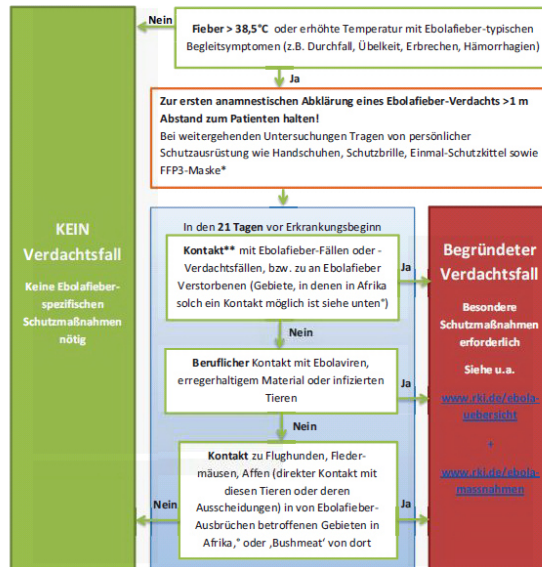 Nein
Fieber > 38,5°C oder erhöhte Temperatur mit Ebolafieber-typischen
Begleitsymptomen (z.B. Durchfall, Übelkeit, Erbrechen, Hämorrhagien)
Ja
Zur ersten anamnestischen Abklärung eines Ebolafieber-Verdachts >1 m
Abstand zum Patienten halten!
Bei weitergehenden Untersuchungen Tragen von persönlicher
Schutzausrüstung wie Handschuhen, Schutzbrille, Einmal-Schutzkittel sowie
FFP3-Maske*
KEIN
Verdachtsfall
Keine Ebolafieber-
spezifischen
Schutzmaßnahmen
nötig
In den 21 Tagen vor Erkrankungsbeginn
Kontakt** mit Ebolafieber-Fällen oder -
Verdachtsfällen, bzw. zu an Ebolafieber
Verstorbenen (Gebiete, in denen in Afrika
solch ein Kontakt möglich ist siehe unten°)
Ja
Nein
Beruflicher Kontakt mit Ebolaviren,
erregerhaltigem Material oder infizierten
Tieren
Ja
Nein
Kontakt zu Flughunden, Fleder-
mäusen, Affen (direkter Kontakt mit
diesen Tieren oder deren
Ausscheidungen) in von Ebolafieber-
Ausbrüchen betroffenen Gebieten in
Afrika,° oder ‚Bushmeat' von dort
Nein
Ja
Begründeter
Verdachtsfall
Besondere
Schutzmaßnahmen
erforderlich
Siehe u.a.
www.rki.de/ebola-
uebersicht
+
www.rki.de/ebola-
massnahmen